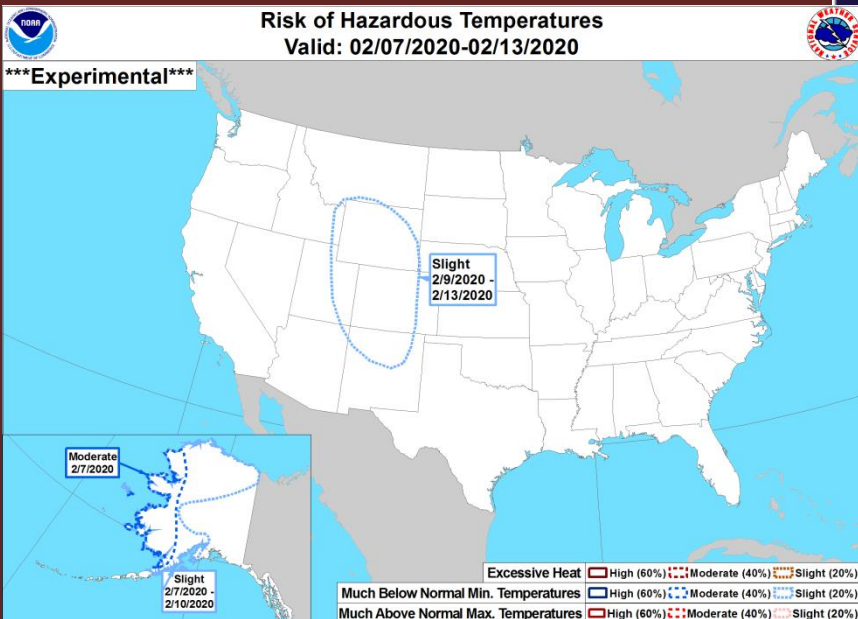 Risk of Hazardous Temperatures
Valid: 02/07/2020-02/13/2020
noaa
NATIONAL WEATHER SERVICE
***Experimental***
Slight
2/9/2020 -
2/13/2020
Moderate
2/7/2020
Slight
2/7/2020 -
2/10/2020
Excessive Heat High (60%) Moderate (40%) Slight (20%)
Much Below Normal Min. Temperatures High (60%) Moderate (40%) Slight (20%)
Much Above Normal Max. Temperatures High (60%) Moderate (40%) Slight (20%)